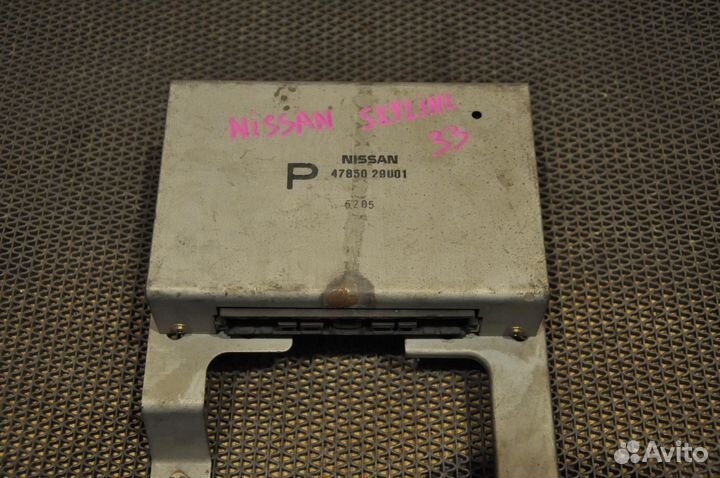 NISSAN SKYLINE
33
NISSAN
P 47850 29U01
6205
Avito